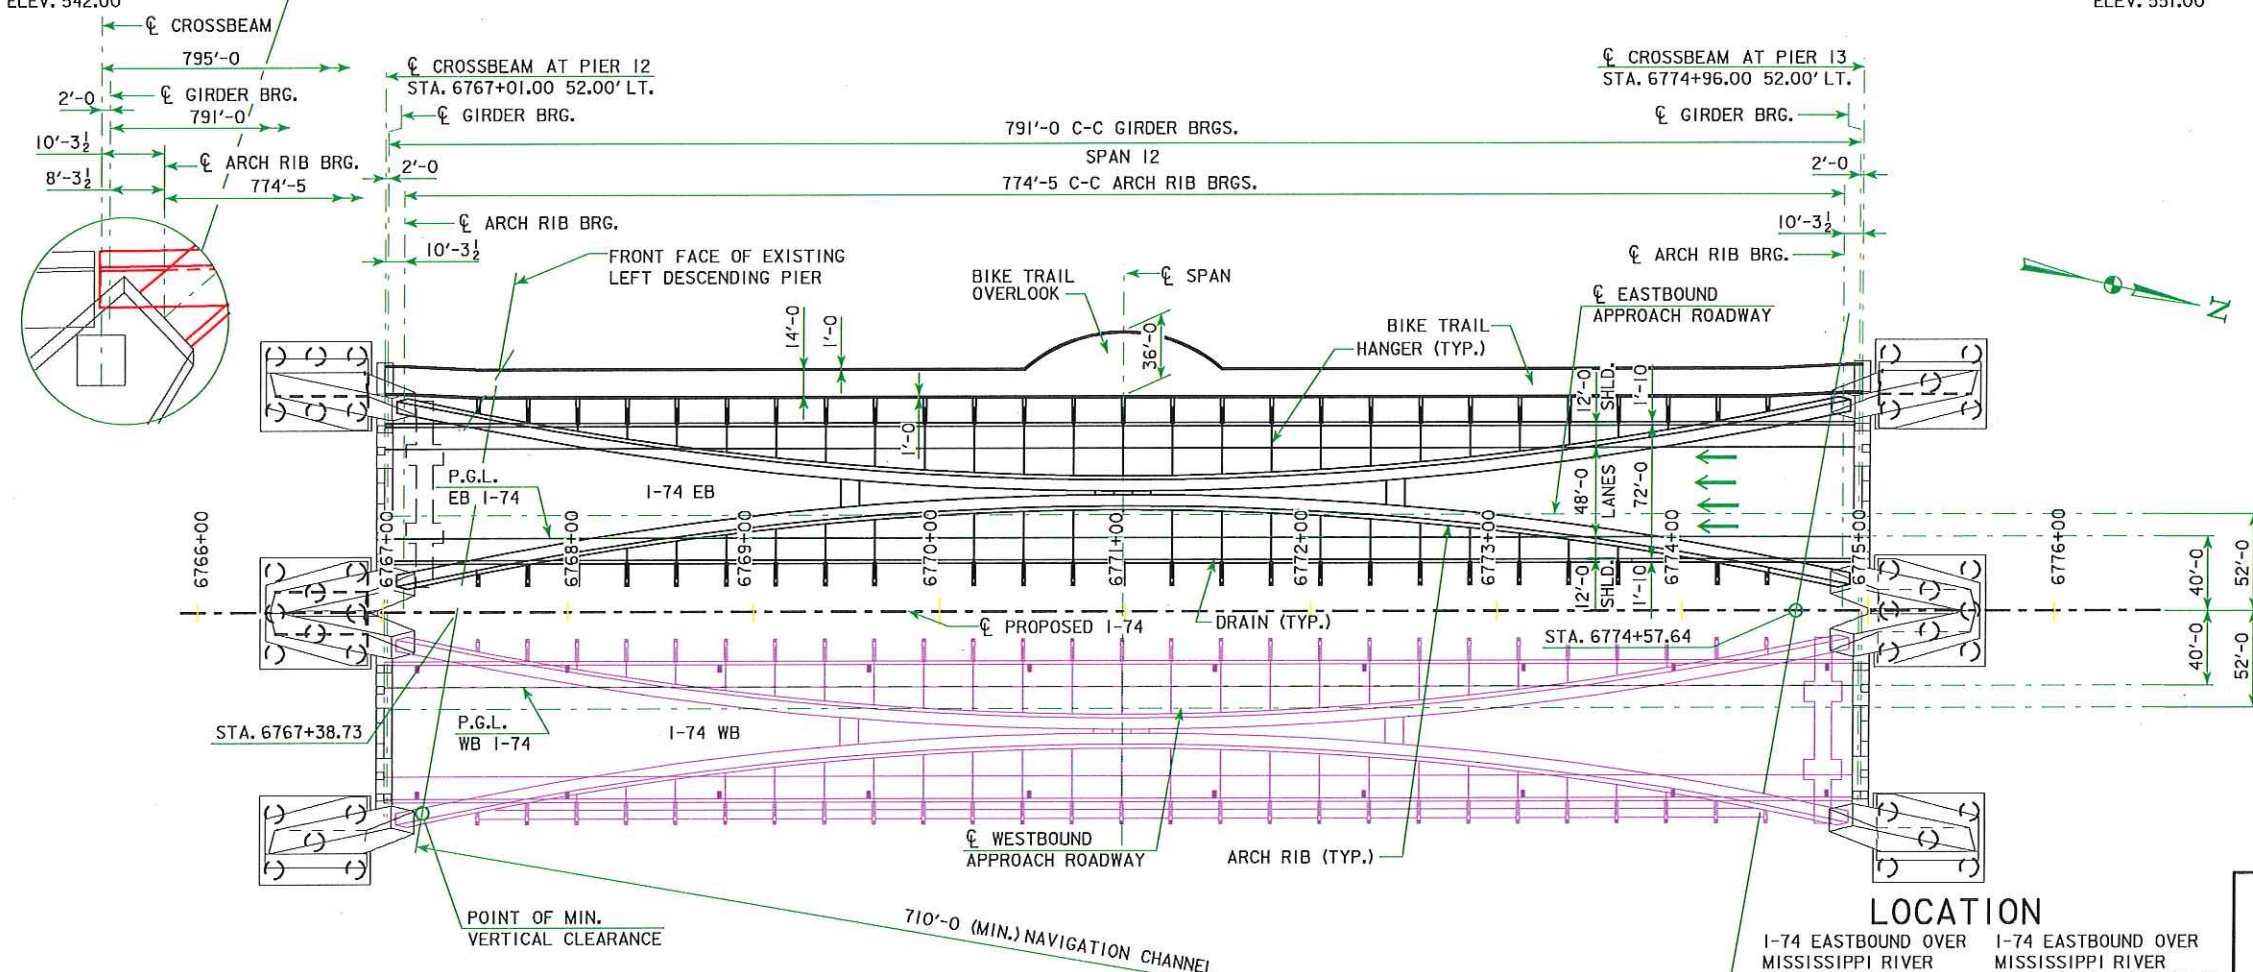 ELEV. 542.00
ELEV. 551.00
℄ CROSSBEAM
795'-0
℄ GIRDER BRG.
2'-0
791'-0
10'-3½
℄ ARCH RIB BRG.
8'-3½
774'-5
℄ CROSSBEAM AT PIER 12
STA. 6767+01.00 52.00' LT.
℄ GIRDER BRG.
℄ CROSSBEAM AT PIER 13
STA. 6774+96.00 52.00' LT.
℄ GIRDER BRG.
791'-0 C-C GIRDER BRGS.
SPAN 12
2'-0
2'-0
774'-5 C-C ARCH RIB BRGS.
℄ ARCH RIB BRG.
10'-3½
10'-3½
℄ ARCH RIB BRG.
FRONT FACE OF EXISTING
LEFT DESCENDING PIER
BIKE TRAIL
OVERLOOK
℄ SPAN
℄ EASTBOUND
APPROACH ROADWAY
N
14'-0
1'-0
36'-0
BIKE TRAIL
HANGER (TYP.)
12'-0
SHLD.
1'-10
1'-0
P.G.L.
EB I-74
I-74 EB
48'-0
LANES
72'-0
6766+00
6767+00
6768+00
6769+00
6770+00
6771+00
6772+00
6773+00
6774+00
6775+00
6776+00
12'-0
SHLD.
1'-10
40'-0
52'-0
40'-0
52'-0
℄ PROPOSED I-74
DRAIN (TYP.)
STA. 6774+57.64
STA. 6767+38.73
P.G.L.
WB I-74
I-74 WB
℄ WESTBOUND
APPROACH ROADWAY
ARCH RIB (TYP.)
POINT OF MIN.
VERTICAL CLEARANCE
710'-0 (MIN.) NAVIGATION CHANNEL
LOCATION
I-74 EASTBOUND OVER
MISSISSIPPI RIVER
I-74 EASTBOUND OVER
MISSISSIPPI RIVER